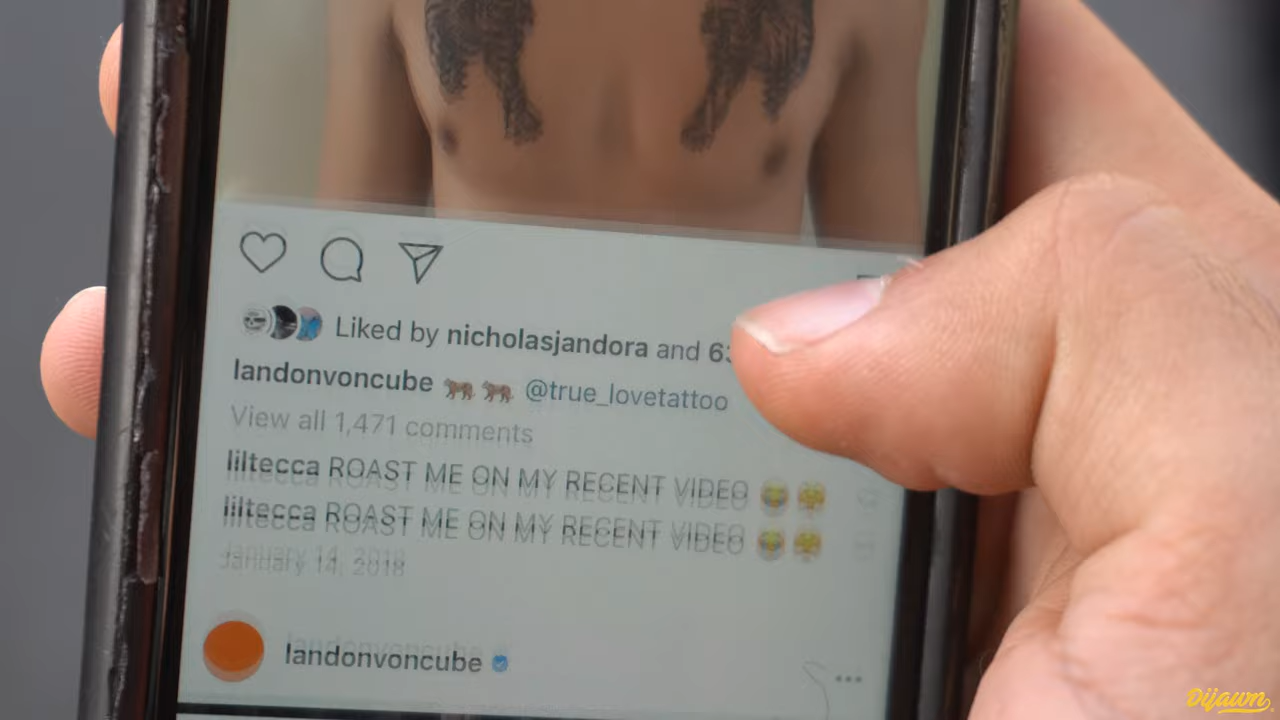 Liked by nicholasjandora and 63
landonvoncube 🐅 🐅 @true_lovetattoo
View all 1,471 comments
liltecca ROAST ME ON MY RECENT VIDEO
liltecca ROAST ME ON MY RECENT VIDEO
January 14, 2018
landonvoncube
Dijawn